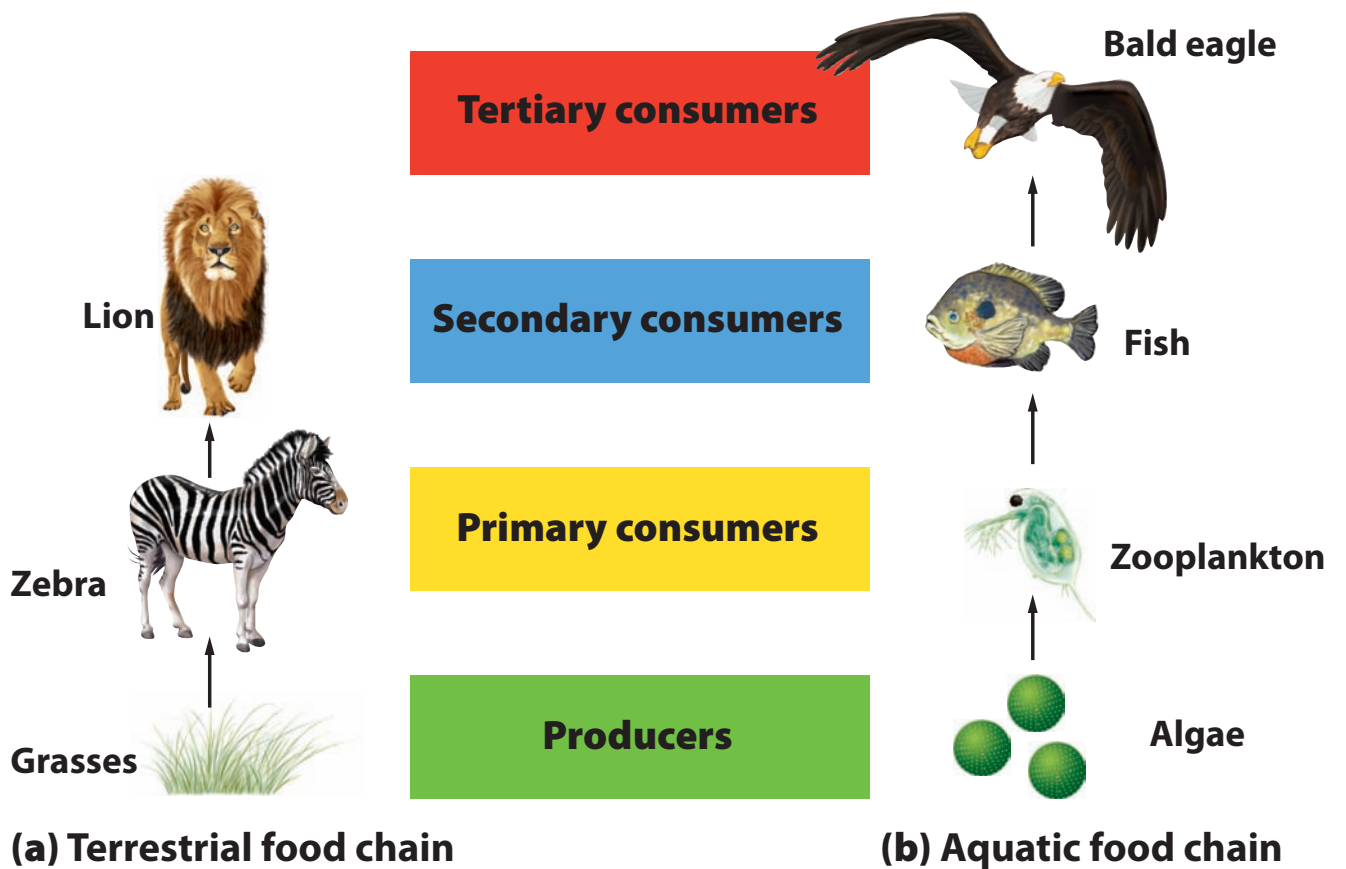 Bald eagle
Tertiary consumers
Lion
Secondary consumers
Fish
Primary consumers
Zebra
Zooplankton
Producers
Grasses
Algae
(a) Terrestrial food chain
(b) Aquatic food chain